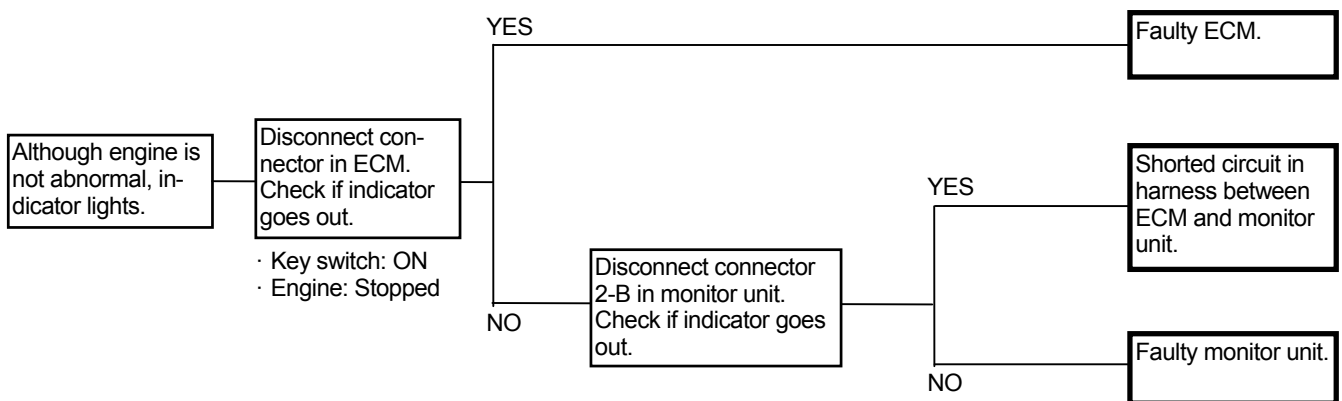 Although engine is
not abnormal, in-
dicator lights.
Disconnect con-
nector in ECM.
Check if indicator
goes out.
· Key switch: ON
· Engine: Stopped
YES
Faulty ECM.
NO
Disconnect connector
2-B in monitor unit.
Check if indicator goes
out.
YES
Shorted circuit in
harness between
ECM and monitor
unit.
NO
Faulty monitor unit.